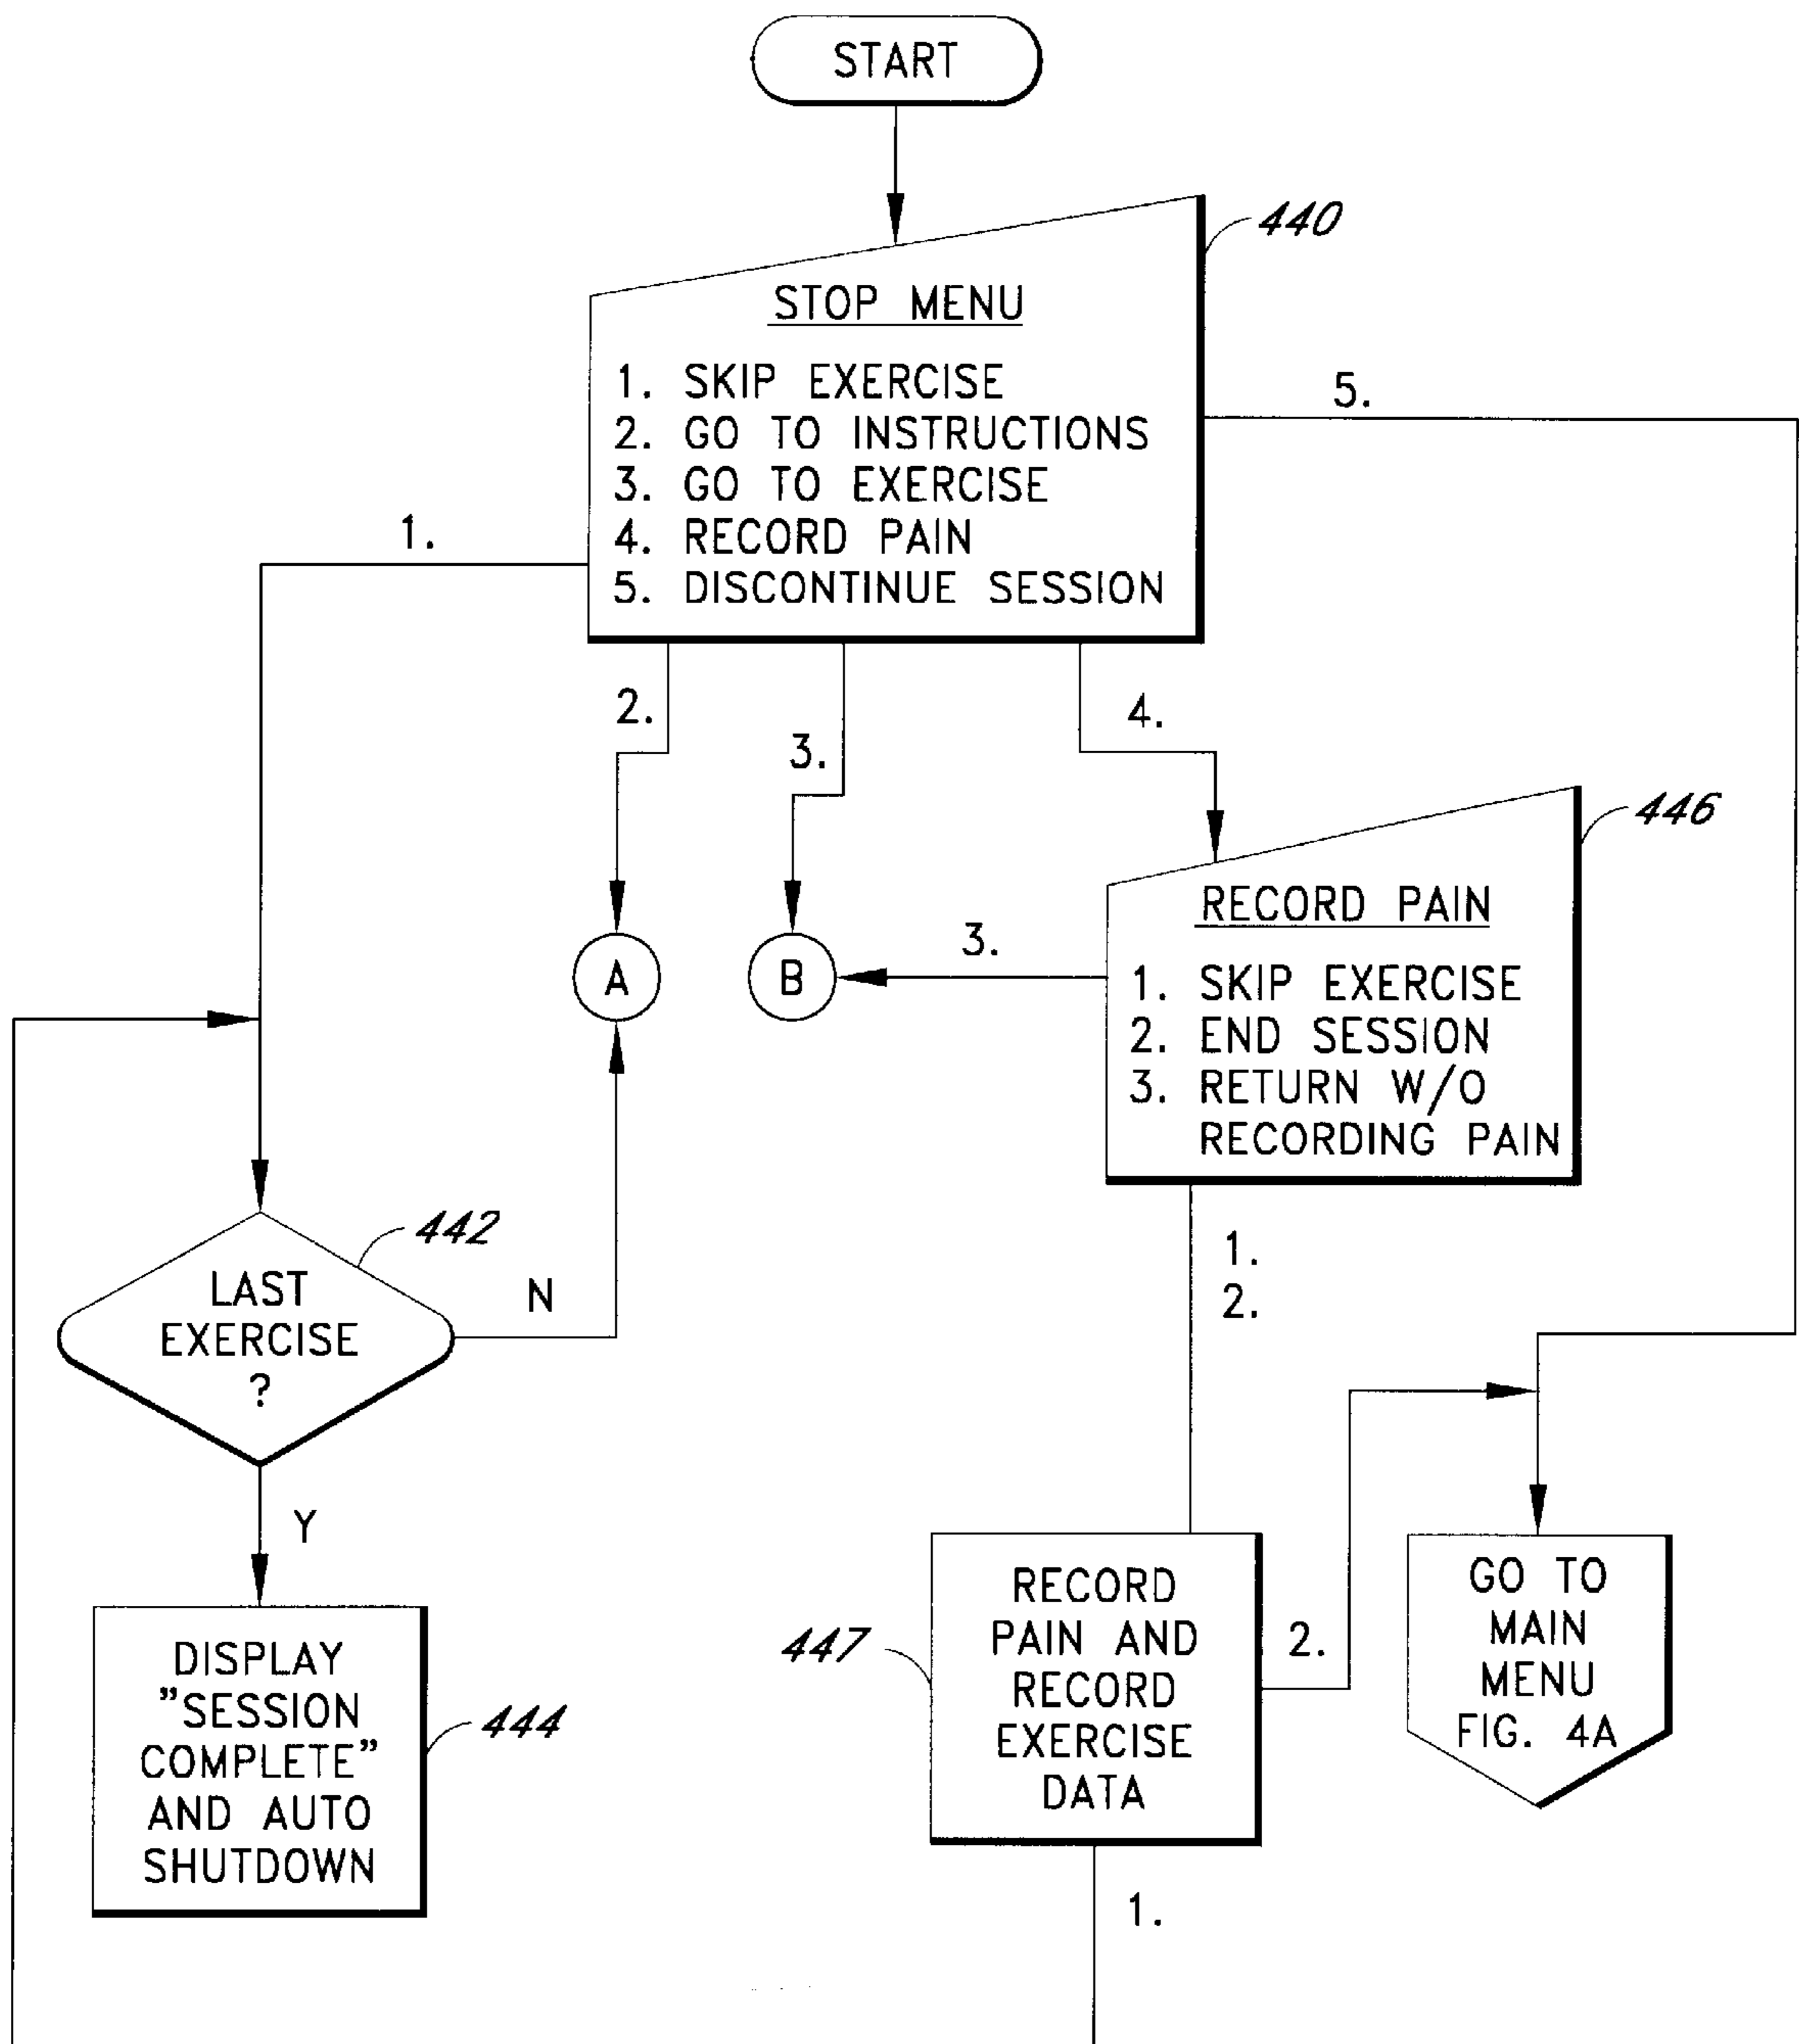 START
440
STOP MENU
1. SKIP EXERCISE
2. GO TO INSTRUCTIONS
3. GO TO EXERCISE
4. RECORD PAIN
5. DISCONTINUE SESSION
5.
1.
2.
3.
4.
446
RECORD PAIN
1. SKIP EXERCISE
2. END SESSION
3. RETURN W/O
RECORDING PAIN
3.
A
B
442
LAST
EXERCISE
?
N
Y
1.
2.
DISPLAY
"SESSION
COMPLETE"
AND AUTO
SHUTDOWN
444
447
RECORD
PAIN AND
RECORD
EXERCISE
DATA
2.
1.
GO TO
MAIN
MENU
FIG. 4A